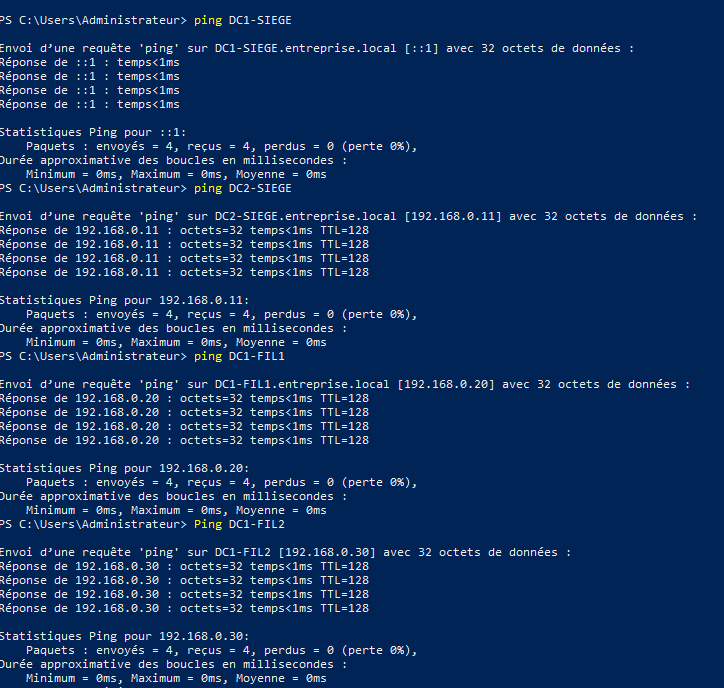 PS C:\Users\Administrateur> ping DC1-SIEGE
Envoi d’une requête 'ping' sur DC1-SIEGE.entreprise.local [::1] avec 32 octets de données :
Réponse de ::1 : temps<1ms
Réponse de ::1 : temps<1ms
Réponse de ::1 : temps<1ms
Réponse de ::1 : temps<1ms
Statistiques Ping pour ::1:
    Paquets : envoyés = 4, reçus = 4, perdus = 0 (perte 0%),
Durée approximative des boucles en millisecondes :
    Minimum = 0ms, Maximum = 0ms, Moyenne = 0ms
PS C:\Users\Administrateur> ping DC2-SIEGE
Envoi d’une requête 'ping' sur DC2-SIEGE.entreprise.local [192.168.0.11] avec 32 octets de données :
Réponse de 192.168.0.11 : octets=32 temps<1ms TTL=128
Réponse de 192.168.0.11 : octets=32 temps<1ms TTL=128
Réponse de 192.168.0.11 : octets=32 temps<1ms TTL=128
Réponse de 192.168.0.11 : octets=32 temps<1ms TTL=128
Statistiques Ping pour 192.168.0.11:
    Paquets : envoyés = 4, reçus = 4, perdus = 0 (perte 0%),
Durée approximative des boucles en millisecondes :
    Minimum = 0ms, Maximum = 0ms, Moyenne = 0ms
PS C:\Users\Administrateur> ping DC1-FIL1
Envoi d’une requête 'ping' sur DC1-FIL1.entreprise.local [192.168.0.20] avec 32 octets de données :
Réponse de 192.168.0.20 : octets=32 temps<1ms TTL=128
Réponse de 192.168.0.20 : octets=32 temps<1ms TTL=128
Réponse de 192.168.0.20 : octets=32 temps<1ms TTL=128
Réponse de 192.168.0.20 : octets=32 temps<1ms TTL=128
Statistiques Ping pour 192.168.0.20:
    Paquets : envoyés = 4, reçus = 4, perdus = 0 (perte 0%),
Durée approximative des boucles en millisecondes :
    Minimum = 0ms, Maximum = 0ms, Moyenne = 0ms
PS C:\Users\Administrateur> Ping DC1-FIL2
Envoi d’une requête 'ping' sur DC1-FIL2 [192.168.0.30] avec 32 octets de données :
Réponse de 192.168.0.30 : octets=32 temps<1ms TTL=128
Réponse de 192.168.0.30 : octets=32 temps<1ms TTL=128
Réponse de 192.168.0.30 : octets=32 temps<1ms TTL=128
Réponse de 192.168.0.30 : octets=32 temps<1ms TTL=128
Statistiques Ping pour 192.168.0.30:
    Paquets : envoyés = 4, reçus = 4, perdus = 0 (perte 0%),
Durée approximative des boucles en millisecondes :
    Minimum = 0ms, Maximum = 0ms, Moyenne = 0ms